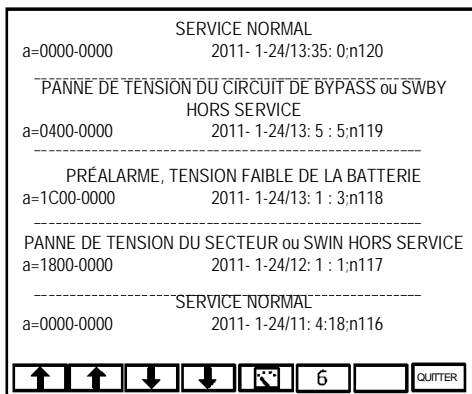 SERVICE NORMAL
a=0000-0000 2011- 1-24/13:35: 0;n120
PANNE DE TENSION DU CIRCUIT DE BYPASS ou SWBY
HORS SERVICE
a=0400-0000 2011- 1-24/13: 5 : 5;n119
PRÉALARME, TENSION FAIBLE DE LA BATTERIE
a=1C00-0000 2011- 1-24/13: 1 : 3;n118
PANNE DE TENSION DU SECTEUR ou SWIN HORS SERVICE
a=1800-0000 2011- 1-24/12: 1 : 1;n117
SERVICE NORMAL
a=0000-0000 2011- 1-24/11: 4:18;n116
6 QUITTER